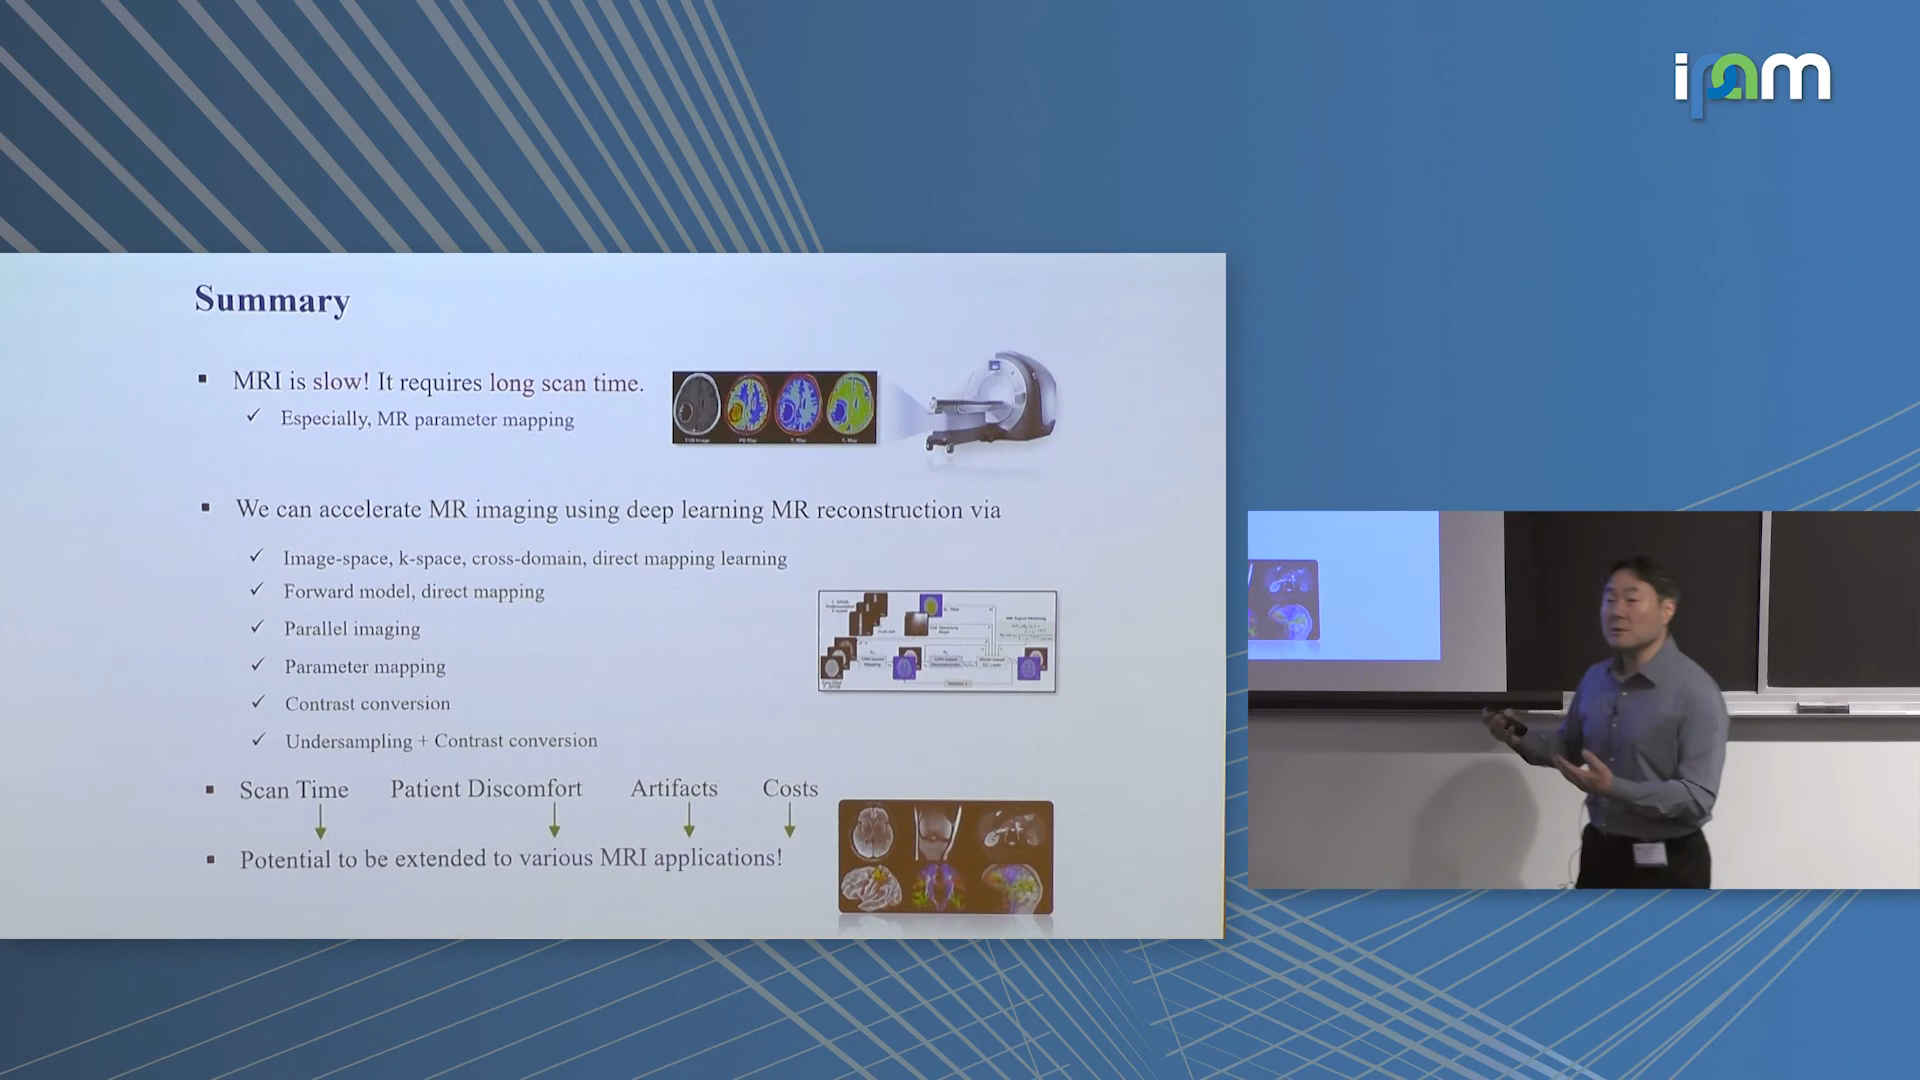 ipam
Summary
MRI is slow! It requires long scan time.
Especially, MR parameter mapping
We can accelerate MR imaging using deep learning MR reconstruction via
Image-space, k-space, cross-domain, direct mapping learning
Forward model, direct mapping
Parallel imaging
Parameter mapping
Contrast conversion
Undersampling + Contrast conversion
Scan Time Patient Discomfort Artifacts Costs
Potential to be extended to various MRI applications!